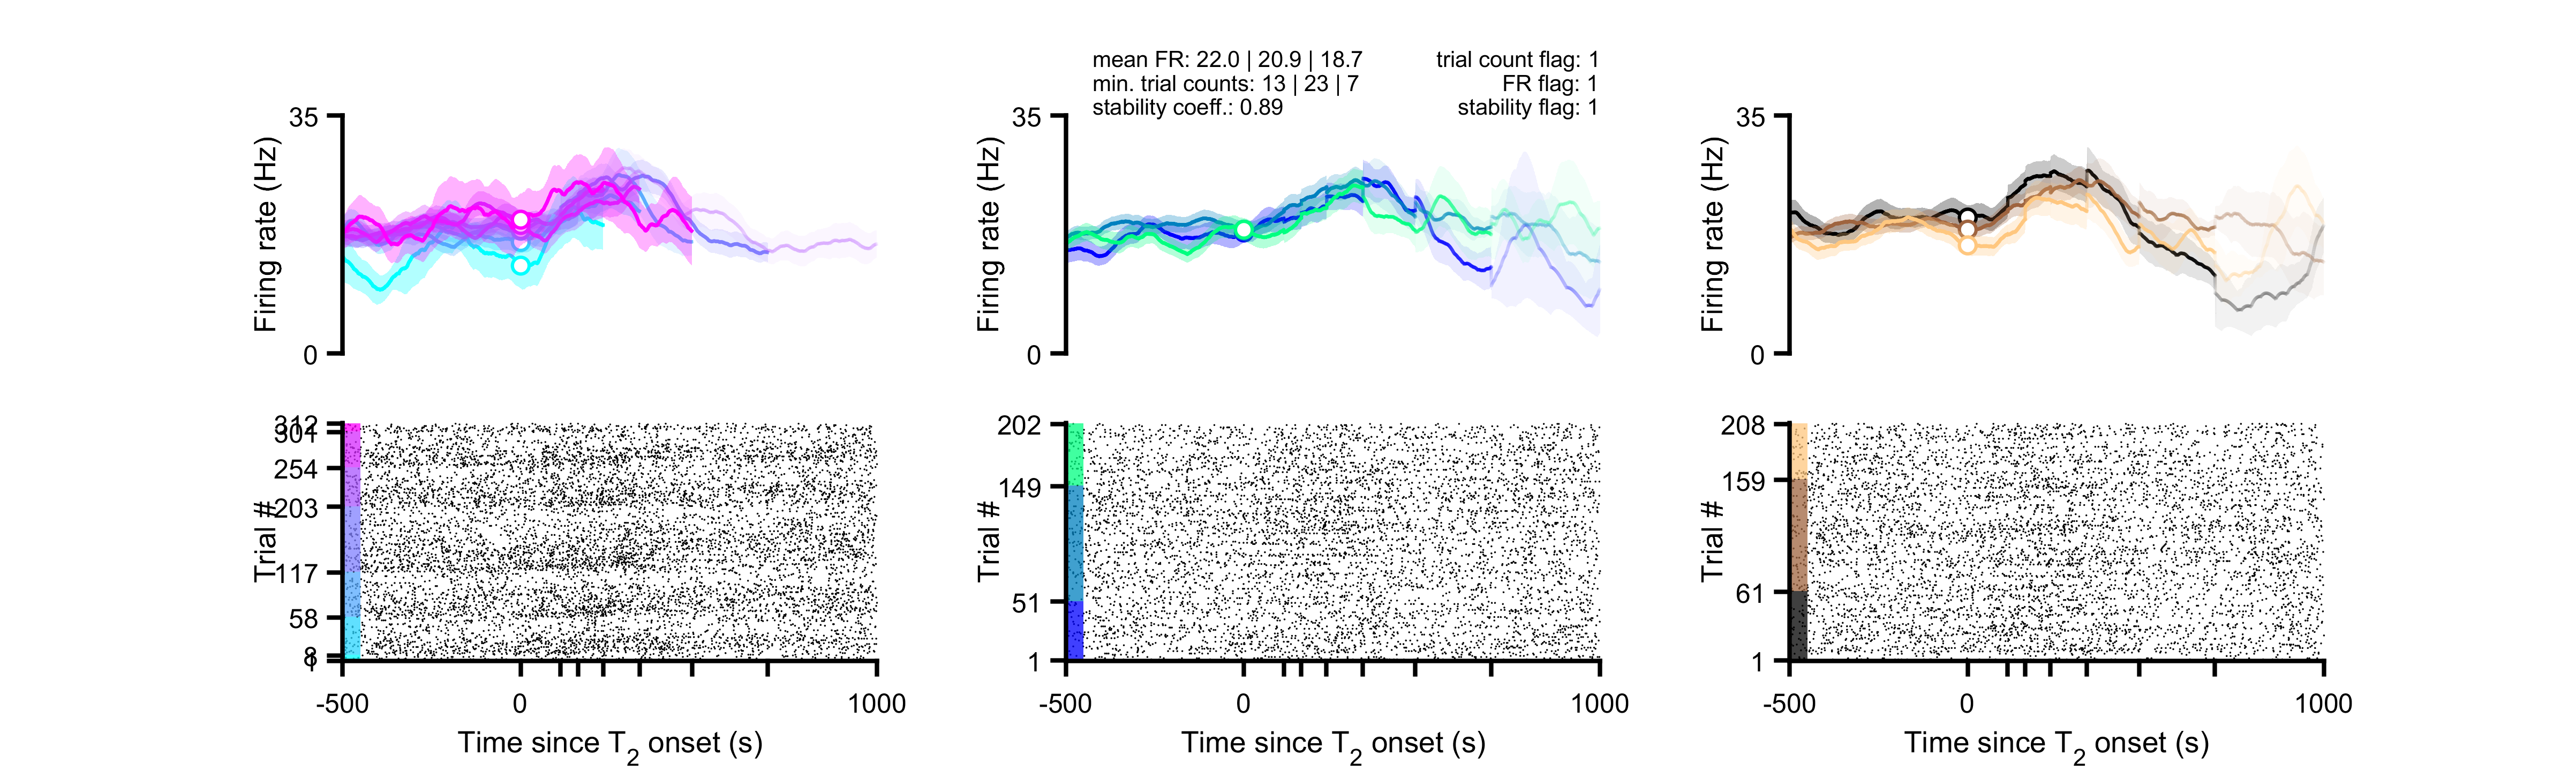 mean FR: 22.0 | 20.9 | 18.7
min. trial counts: 13 | 23 | 7
stability coeff.: 0.89
trial count flag: 1
FR flag: 1
stability flag: 1
35
0
Firing rate (Hz)
35
0
Firing rate (Hz)
35
0
Firing rate (Hz)
312
301
254
203
117
58
8
1
Trial #
-500
0
1000
Time since T2 onset (s)
202
149
51
1
Trial #
-500
0
1000
Time since T2 onset (s)
208
159
61
1
Trial #
-500
0
1000
Time since T2 onset (s)